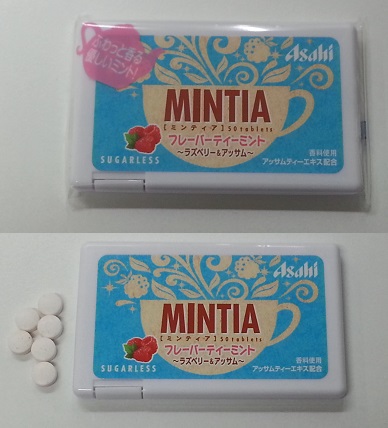 ふわっと香る
優しいミント!
Asahi
MINTIA
[ミンティア] 50tablets
フレーバーティーミント
~ラズベリー&アッサム~
SUGARLESS
香料使用
アッサムティーエキス配合
Asahi
MINTIA
[ミンティア] 50tablets
フレーバーティーミント
~ラズベリー&アッサム~
SUGARLESS
香料使用
アッサムティーエキス配合